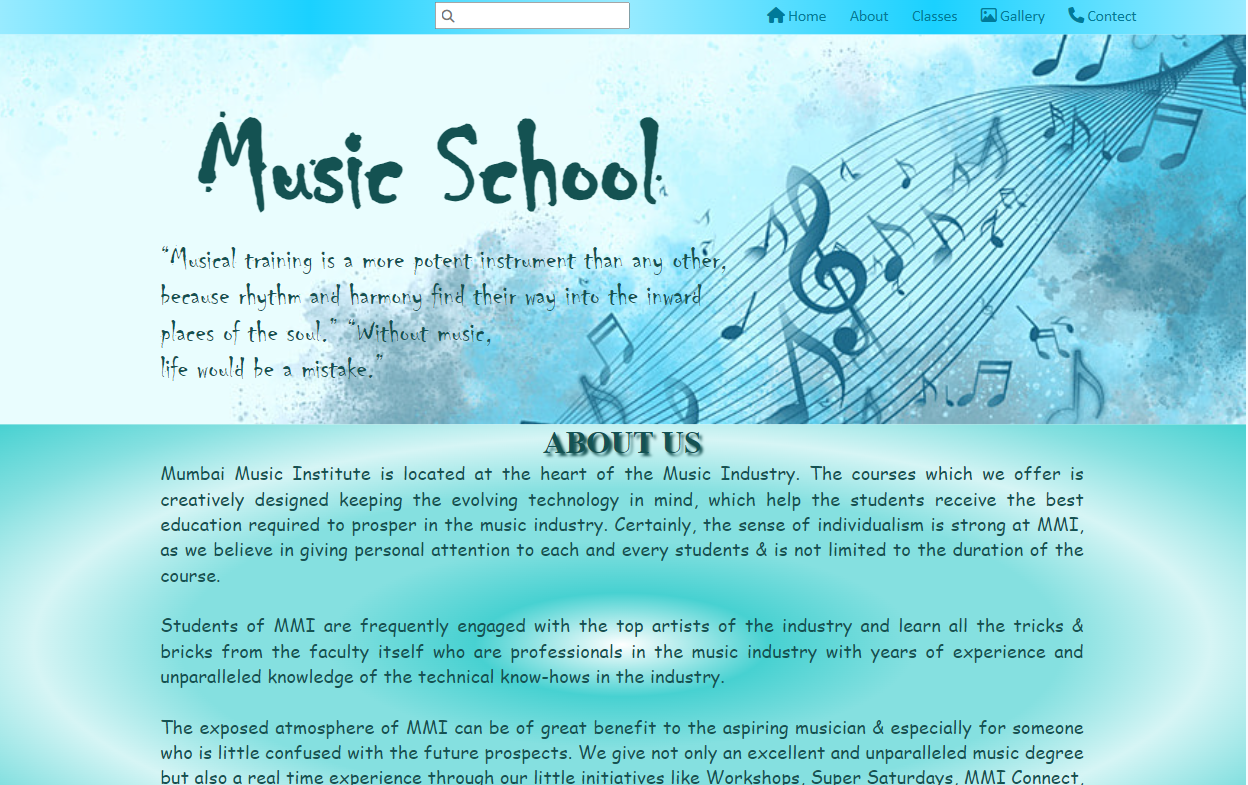 Home About Classes Gallery Contect
Music School
“Musical training is a more potent instrument than any other,
because rhythm and harmony find their way into the inward
places of the soul.” “Without music,
life would be a mistake.”
ABOUT US
Mumbai Music Institute is located at the heart of the Music Industry. The courses which we offer is
creatively designed keeping the evolving technology in mind, which help the students receive the best
education required to prosper in the music industry. Certainly, the sense of individualism is strong at MMI,
as we believe in giving personal attention to each and every students & is not limited to the duration of the
course.
Students of MMI are frequently engaged with the top artists of the industry and learn all the tricks &
bricks from the faculty itself who are professionals in the music industry with years of experience and
unparalleled knowledge of the technical know-hows in the industry.
The exposed atmosphere of MMI can be of great benefit to the aspiring musician & especially for someone
who is little confused with the future prospects. We give not only an excellent and unparalleled music degree
but also a real time experience through our little initiatives like Workshops, Super Saturdays, MMI Connect,